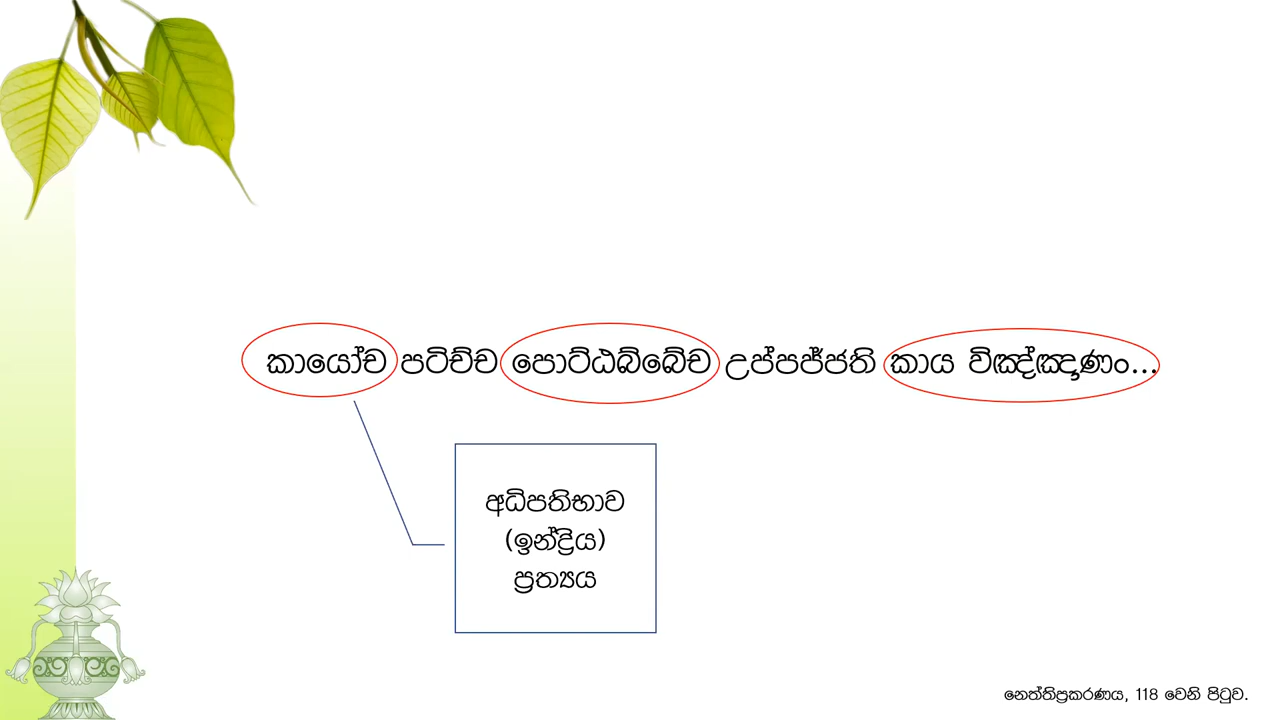 කායෝච පටිච්ච පොට්ඨබ්බේච උප්පජ්ජති කාය විඤ්ඤාණං...
අධිපතිභාව
(ඉන්ද්‍රිය)
ප්‍රත්‍යය
නෙත්තිප්‍රකරණය, 118 වෙනි පිටුව.